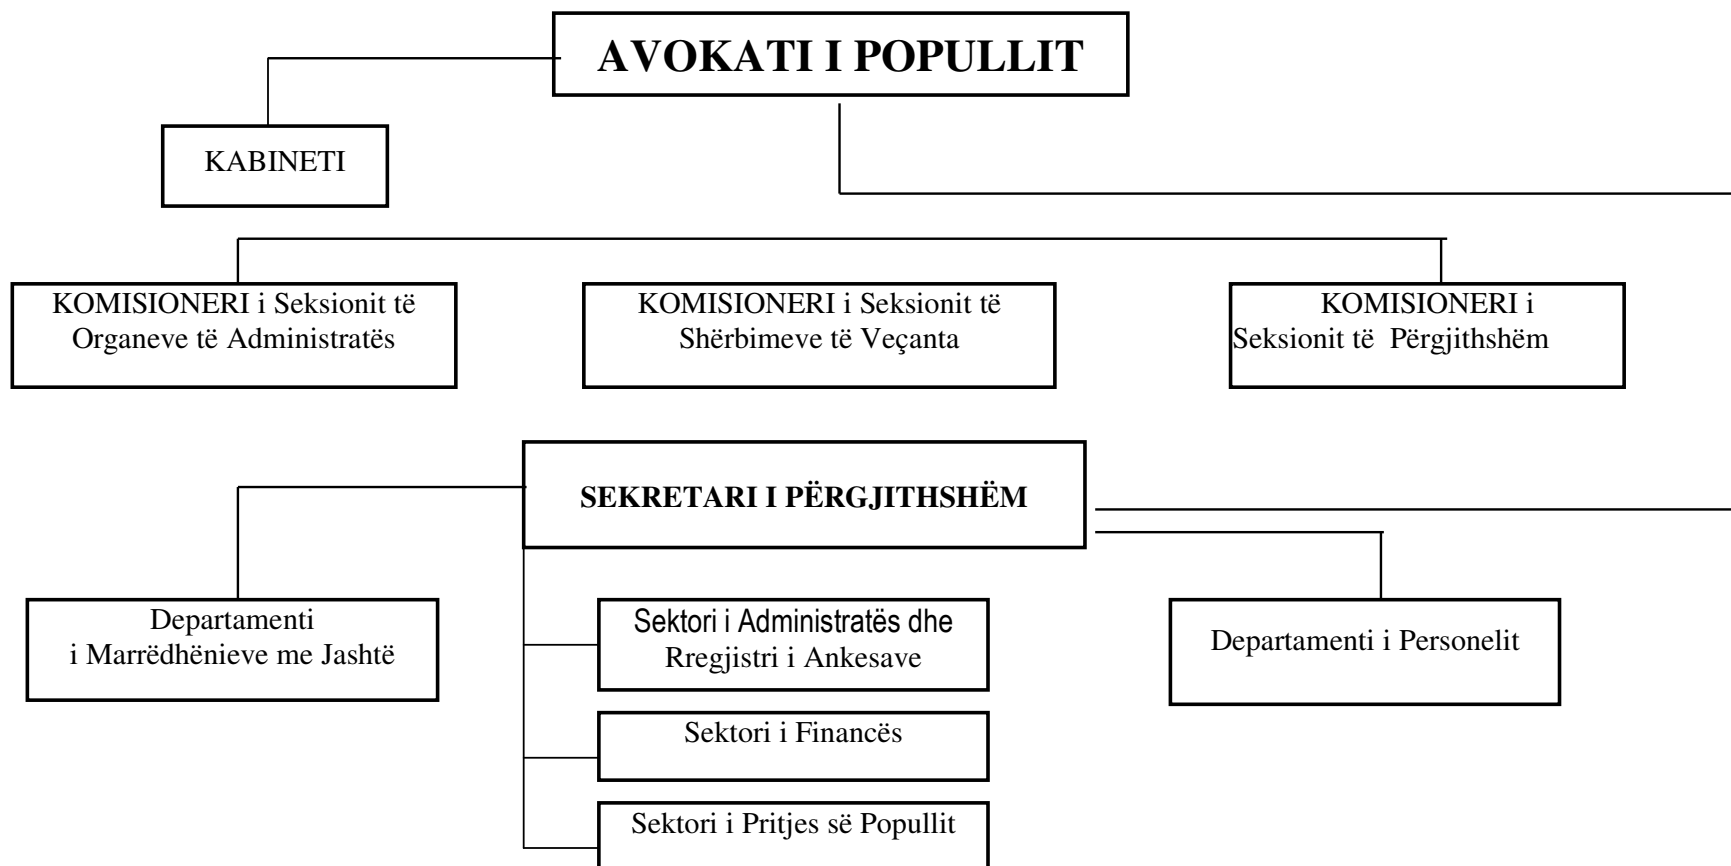 AVOKATI I POPULLIT
KABINETI
KOMISIONERI i Seksionit të
Organeve të Administratës
KOMISIONERI i Seksionit të
Shërbimeve të Veçanta
KOMISIONERI i
Seksionit të Përgjithshëm
SEKRETARI I PËRGJITHSHËM
Departamenti
i Marrëdhënieve me Jashtë
Sektori i Administratës dhe
Rregjistri i Ankesave
Departamenti i Personelit
Sektori i Financës
Sektori i Pritjes së Popullit